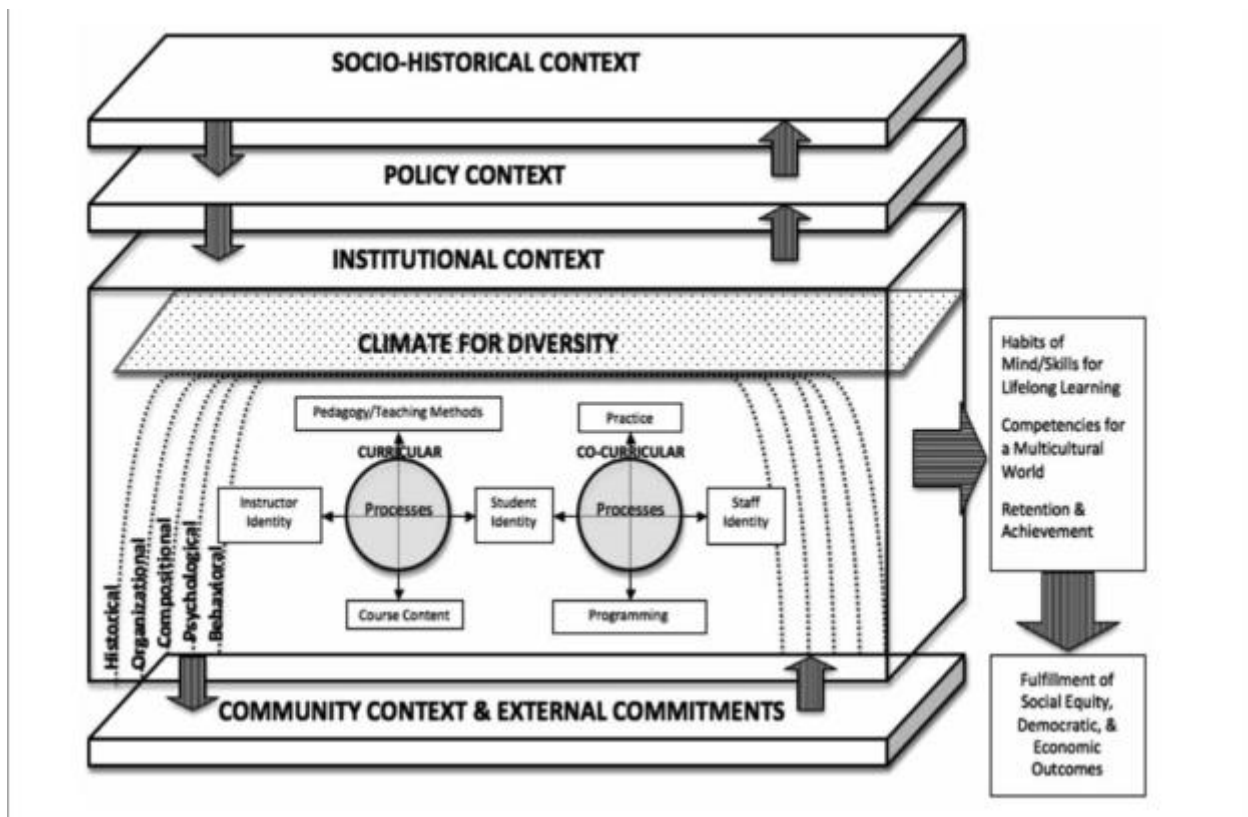 SOCIO-HISTORICAL CONTEXT
POLICY CONTEXT
INSTITUTIONAL CONTEXT
CLIMATE FOR DIVERSITY
Pedagogy/Teaching Methods
CURRICULAR
Processes
Instructor
Identity
Student
Identity
Course Content
Practice
CO-CURRICULAR
Processes
Staff
Identity
Programming
Historical
Organizational
Compositional
Psychological
Behavioral
COMMUNITY CONTEXT & EXTERNAL COMMITMENTS
Habits of
Mind/Skills for
Lifelong Learning
Competencies for
a Multicultural
World
Retention &
Achievement
Fulfillment of
Social Equity,
Democratic, &
Economic
Outcomes